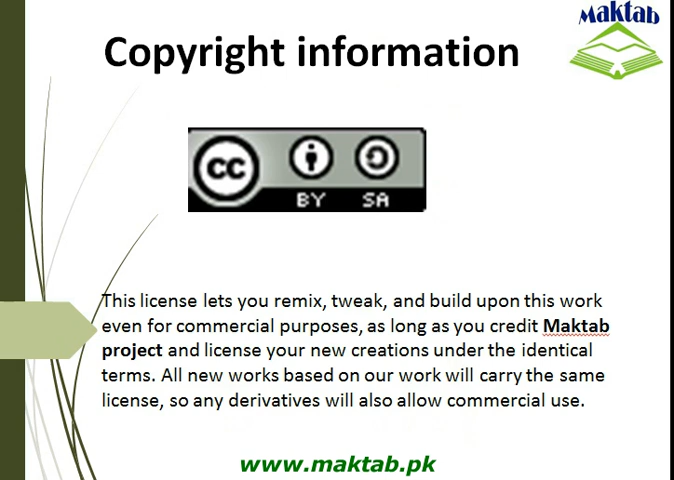 Maktab
Copyright information
cc
BY SA
This license lets you remix, tweak, and build upon this work
even for commercial purposes, as long as you credit Maktab
project and license your new creations under the identical
terms. All new works based on our work will carry the same
license, so any derivatives will also allow commercial use.
www.maktab.pk